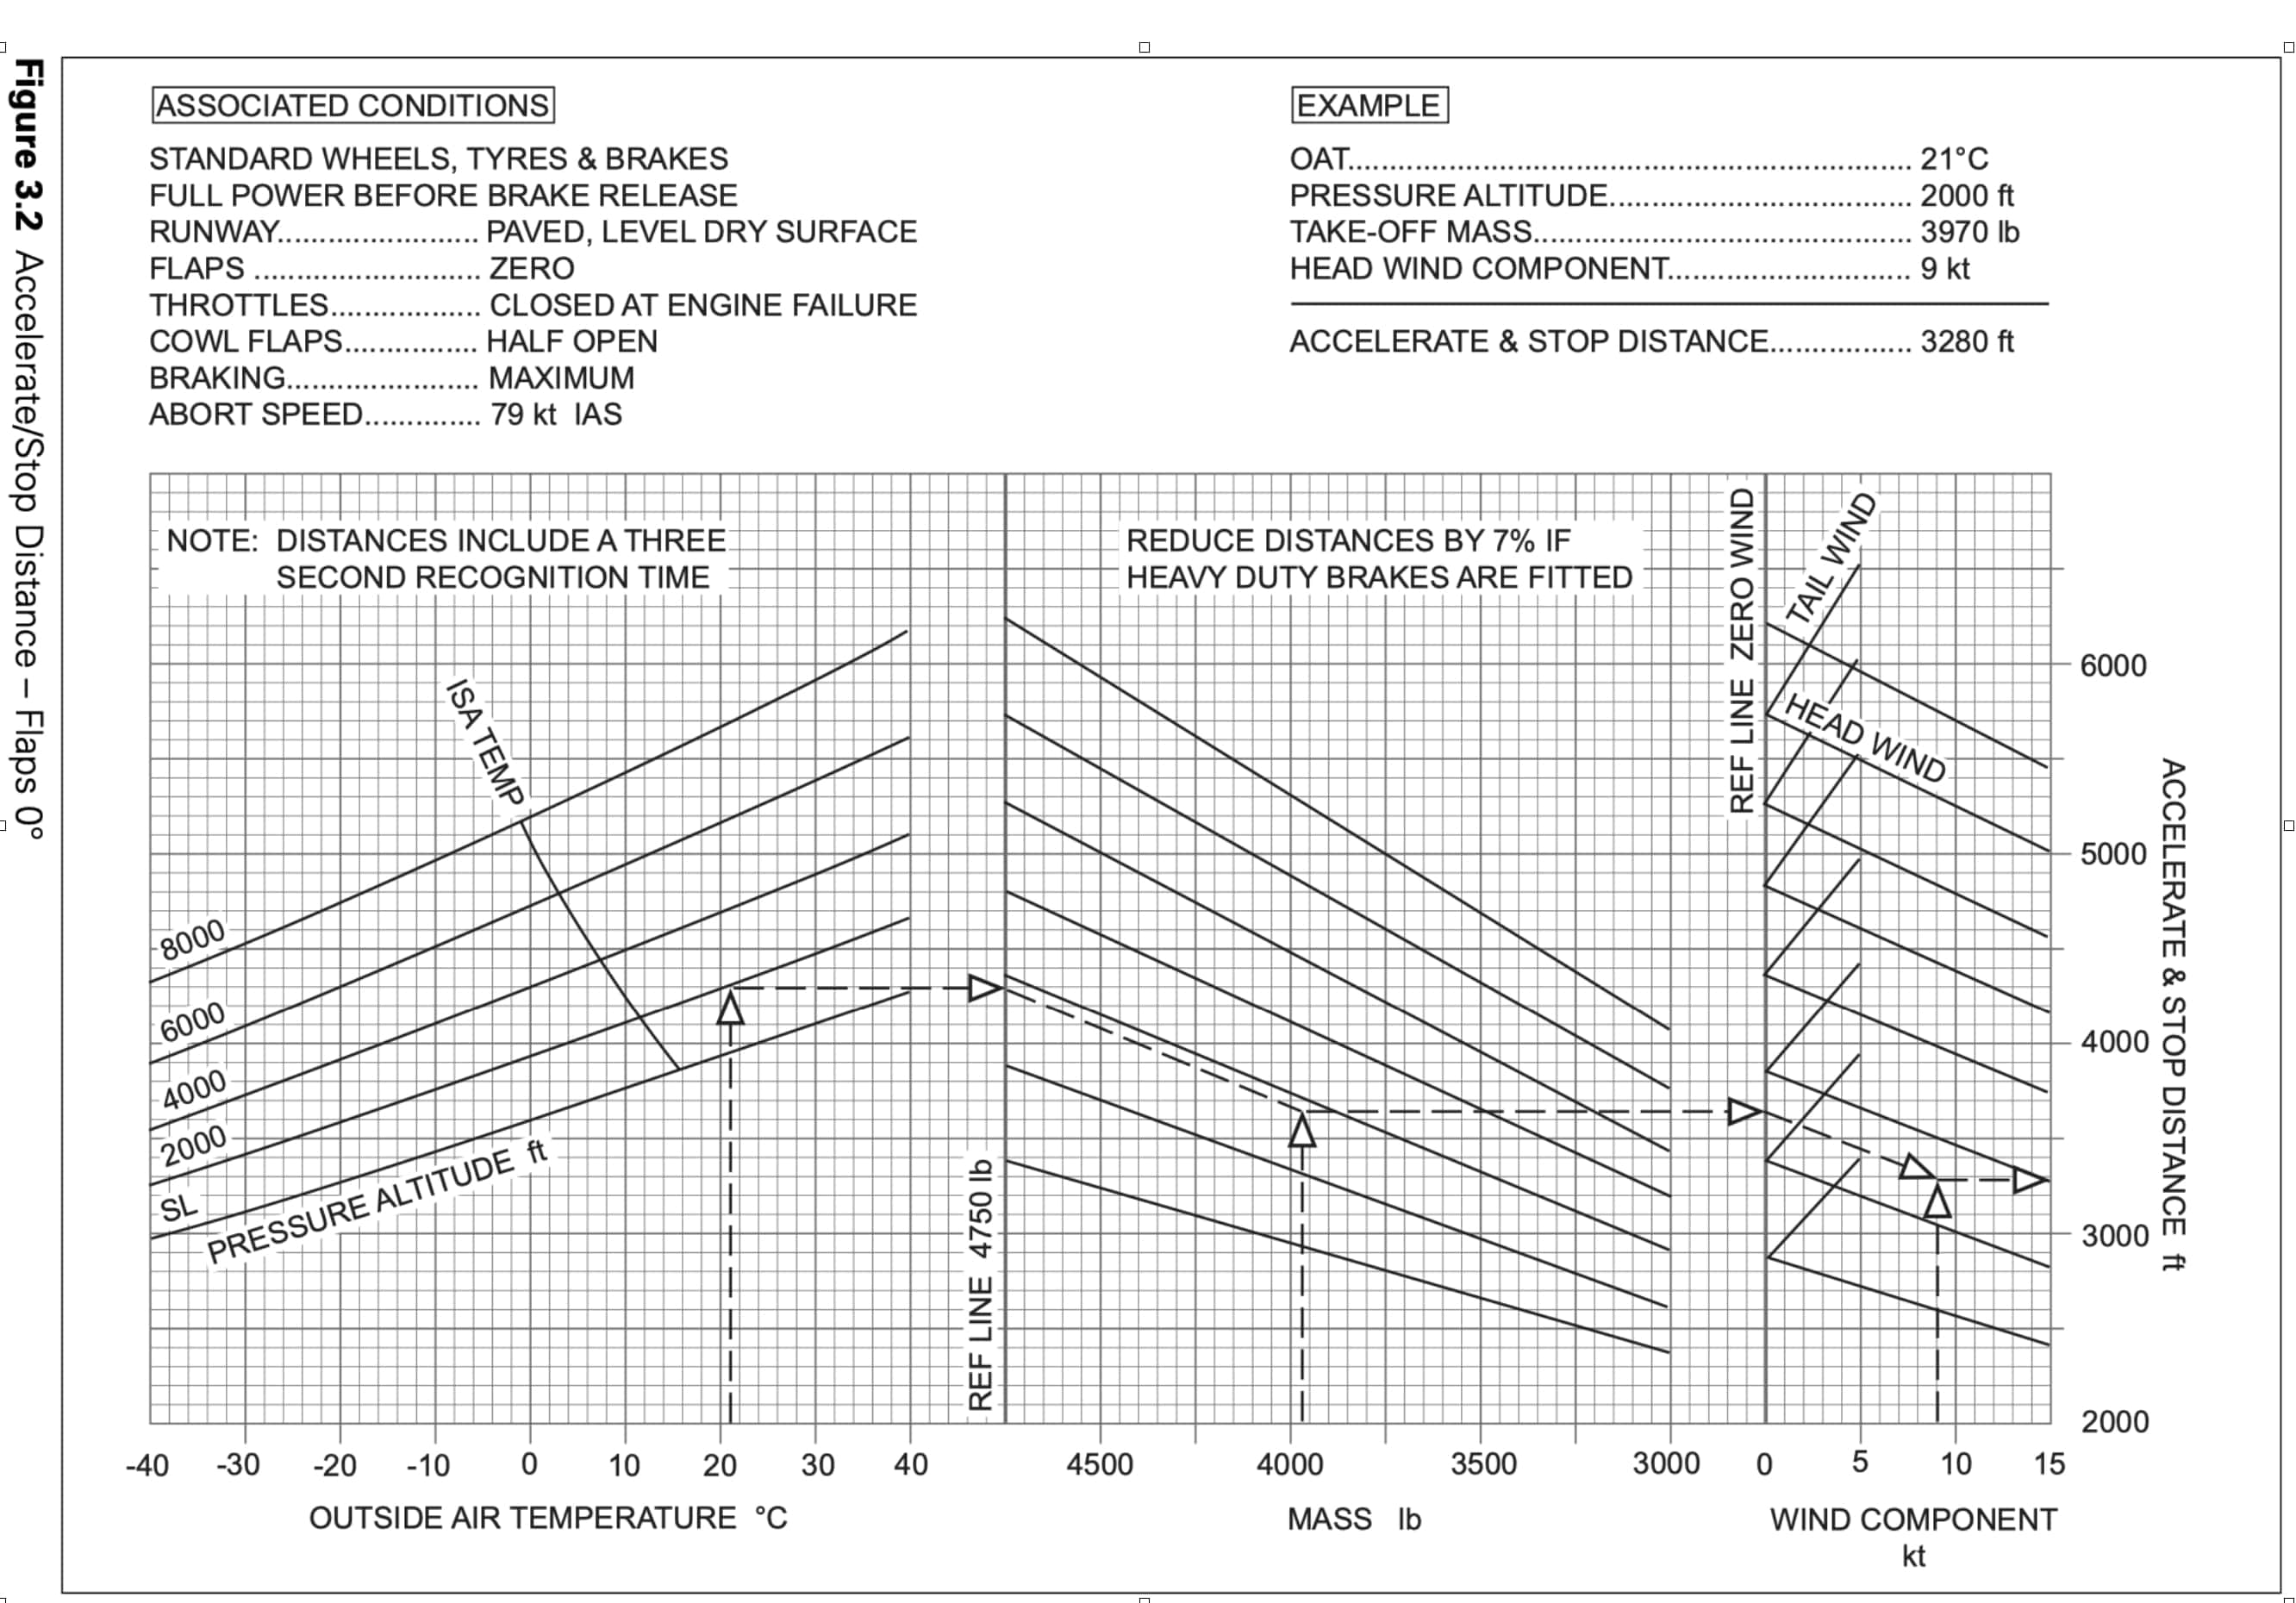 Figure 3.2 Accelerate/Stop Distance – Flaps 0°
ASSOCIATED CONDITIONS
STANDARD WHEELS, TYRES & BRAKES
FULL POWER BEFORE BRAKE RELEASE
RUNWAY........................ PAVED, LEVEL DRY SURFACE
FLAPS ........................... ZERO
THROTTLES.................. CLOSED AT ENGINE FAILURE
COWL FLAPS................ HALF OPEN
BRAKING....................... MAXIMUM
ABORT SPEED.............. 79 kt IAS
EXAMPLE
OAT.................................................................... 21°C
PRESSURE ALTITUDE.................................... 2000 ft
TAKE-OFF MASS.............................................. 3970 lb
HEAD WIND COMPONENT............................. 9 kt
ACCELERATE & STOP DISTANCE................. 3280 ft
NOTE: DISTANCES INCLUDE A THREE
SECOND RECOGNITION TIME
REDUCE DISTANCES BY 7% IF
HEAVY DUTY BRAKES ARE FITTED
ISA TEMP
8000
6000
4000
2000
SL
PRESSURE ALTITUDE ft
REF LINE 4750 lb
REF LINE ZERO WIND
TAIL WIND
HEAD WIND
6000
5000
4000
3000
2000
ACCELERATE & STOP DISTANCE ft
-40 -30 -20 -10 0 10 20 30 40 4500 4000 3500 3000 0 5 10 15
OUTSIDE AIR TEMPERATURE °C
MASS lb
WIND COMPONENT
kt